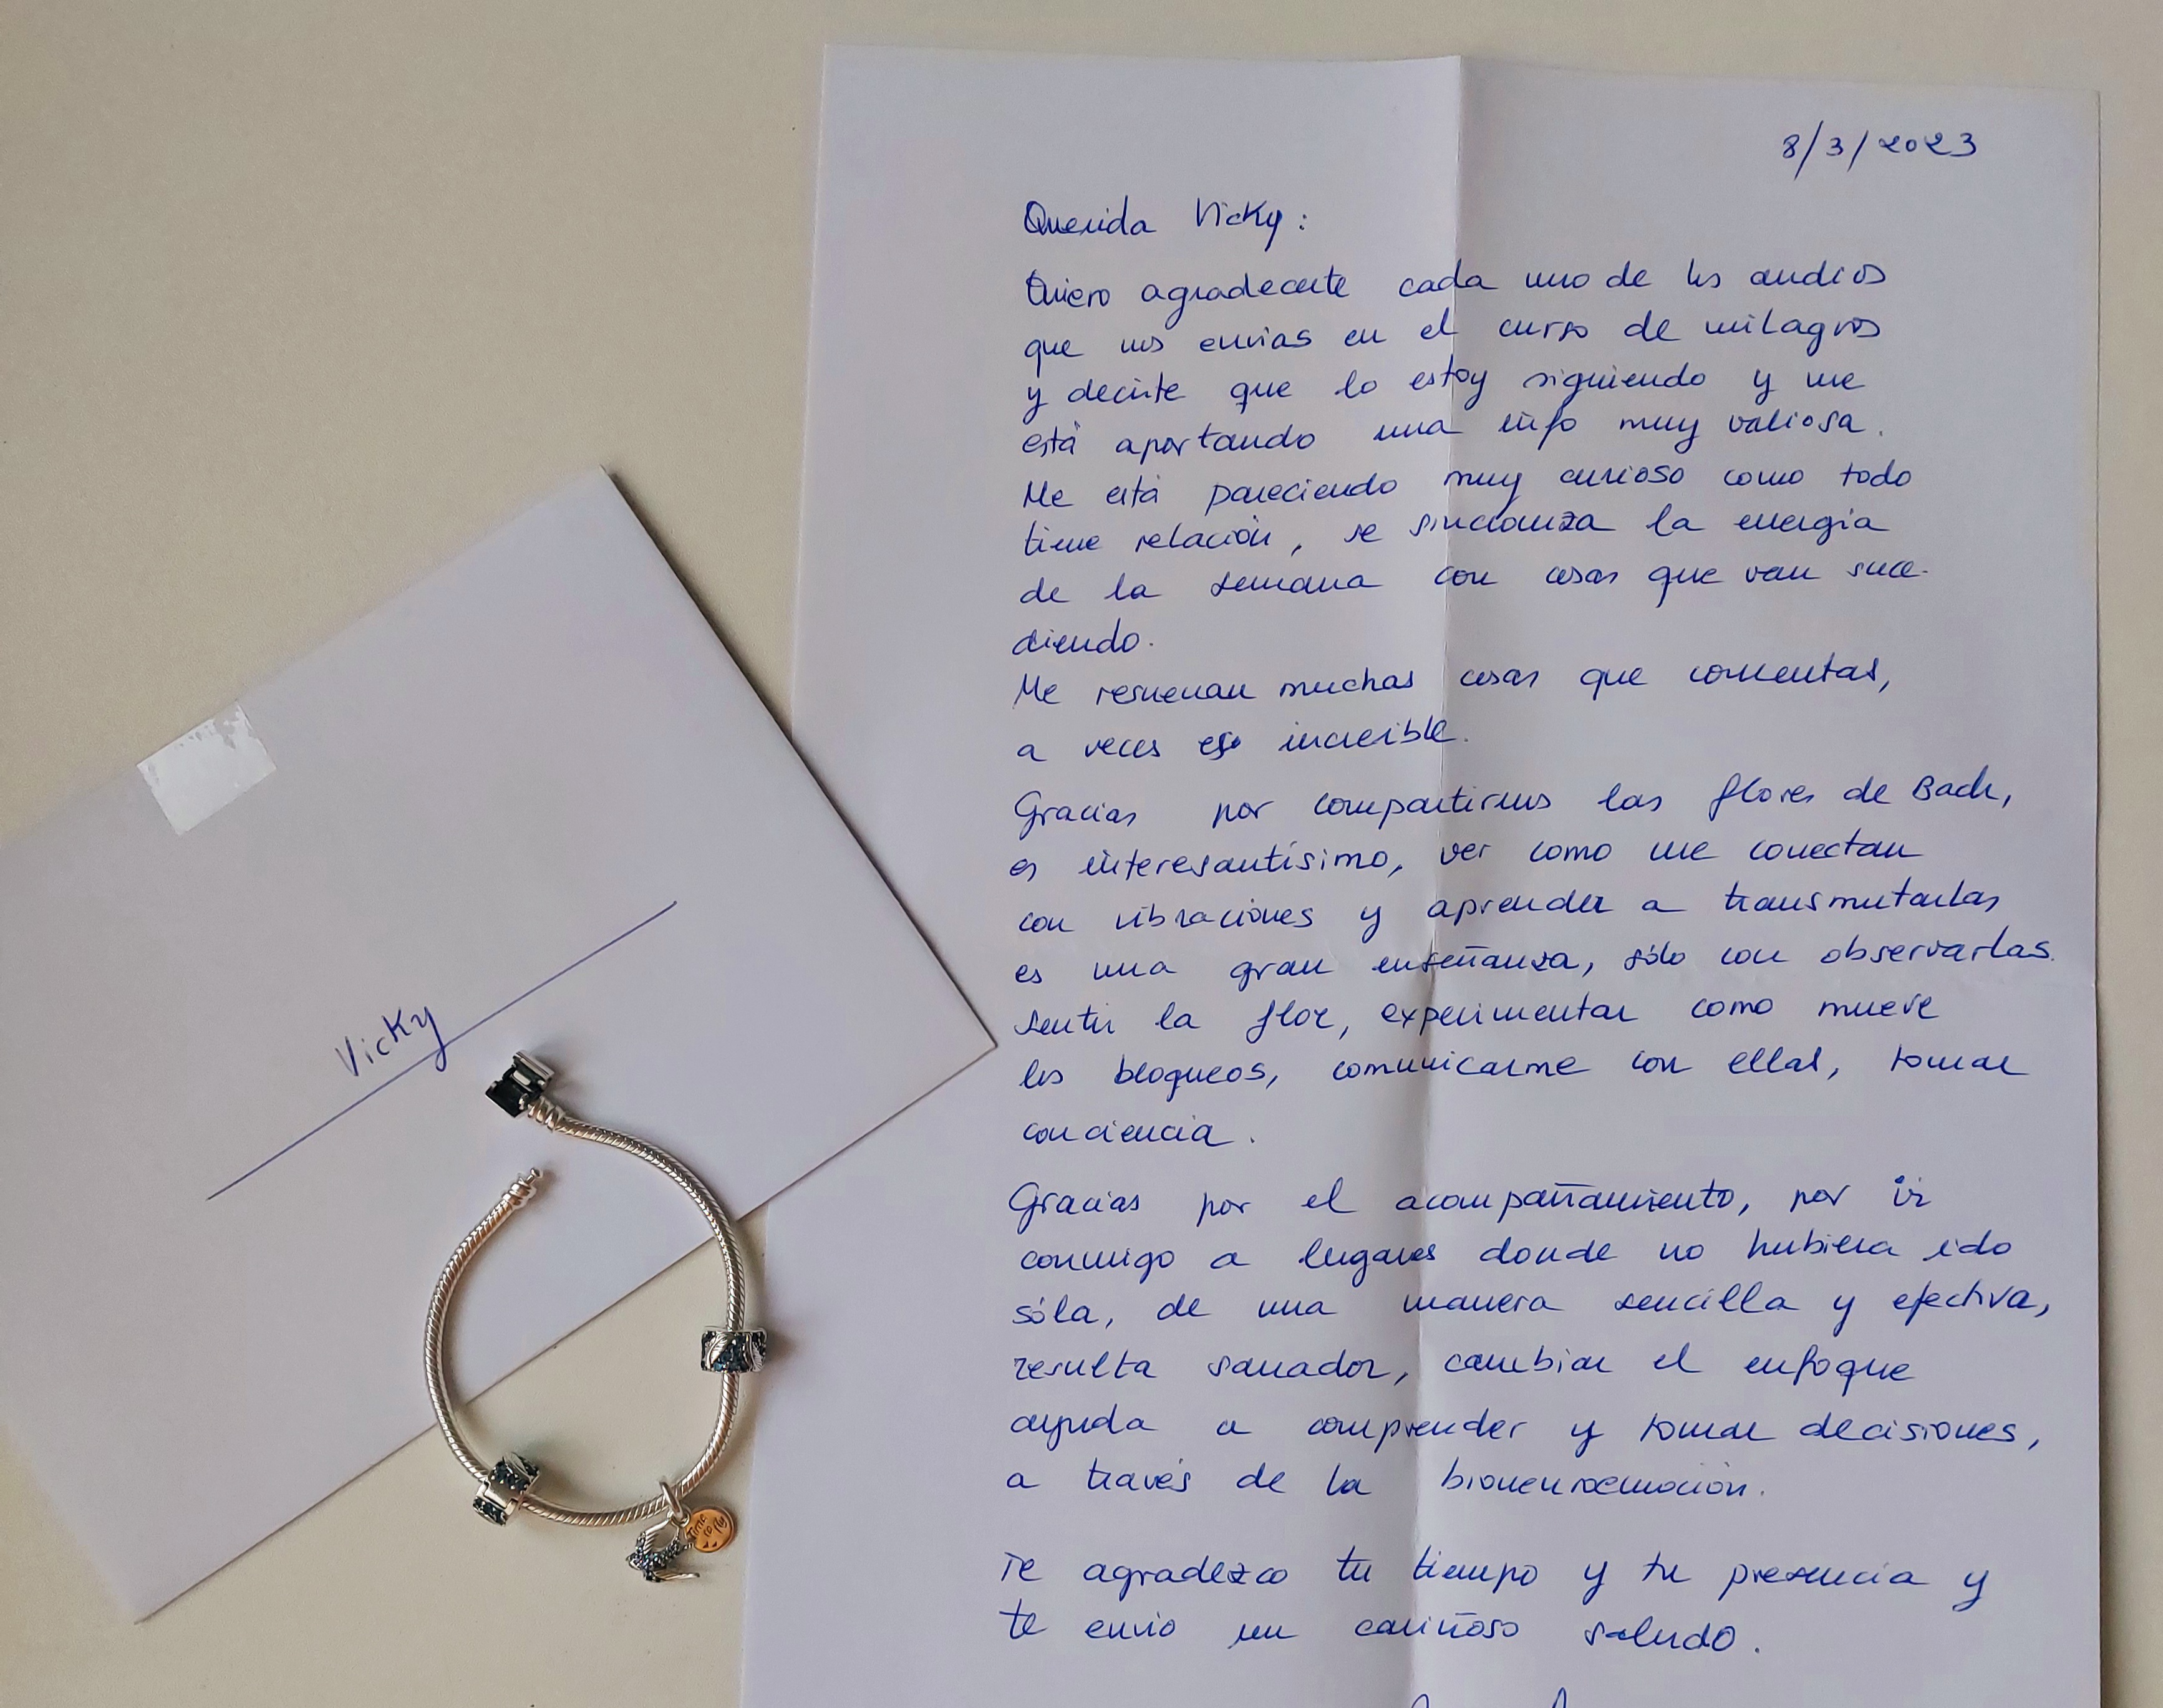 8/3/2023
Querida Vicky:
Quiero agradecerte cada uno de los audios
que nos envias en el curso de milagros
y decirte que lo estoy siguiendo y me
está aportando una info muy valiosa.
Me está pareciendo muy curioso como todo
tiene relación, se sincroniza la energia
de la semana con cosas que van suce-
diendo.
Me resuenan muchas cosas que comentas,
a veces es increible.
Gracias por compartirnos las flores de Bach,
es interesantísimo, ver como me conectan
con vibraciones y aprender a transmutarlas
es una gran enseñanza, sólo con observarlas.
sentir la flor, experimentar como mueve
los bloqueos, comunicarme con ellas, tomar
conciencia.
Gracias por el acompañamiento, por ir
conmigo a lugares donde no hubiera ido
sóla, de una manera sencilla y efectiva,
resulta sanador, cambiar el enfoque
ayuda a comprender y tomar decisiones,
a través de la bioneuroemoción.
Te agradezco tu tiempo y tu presencia y
te envio un cariñoso saludo.
Vicky
Time
to fly